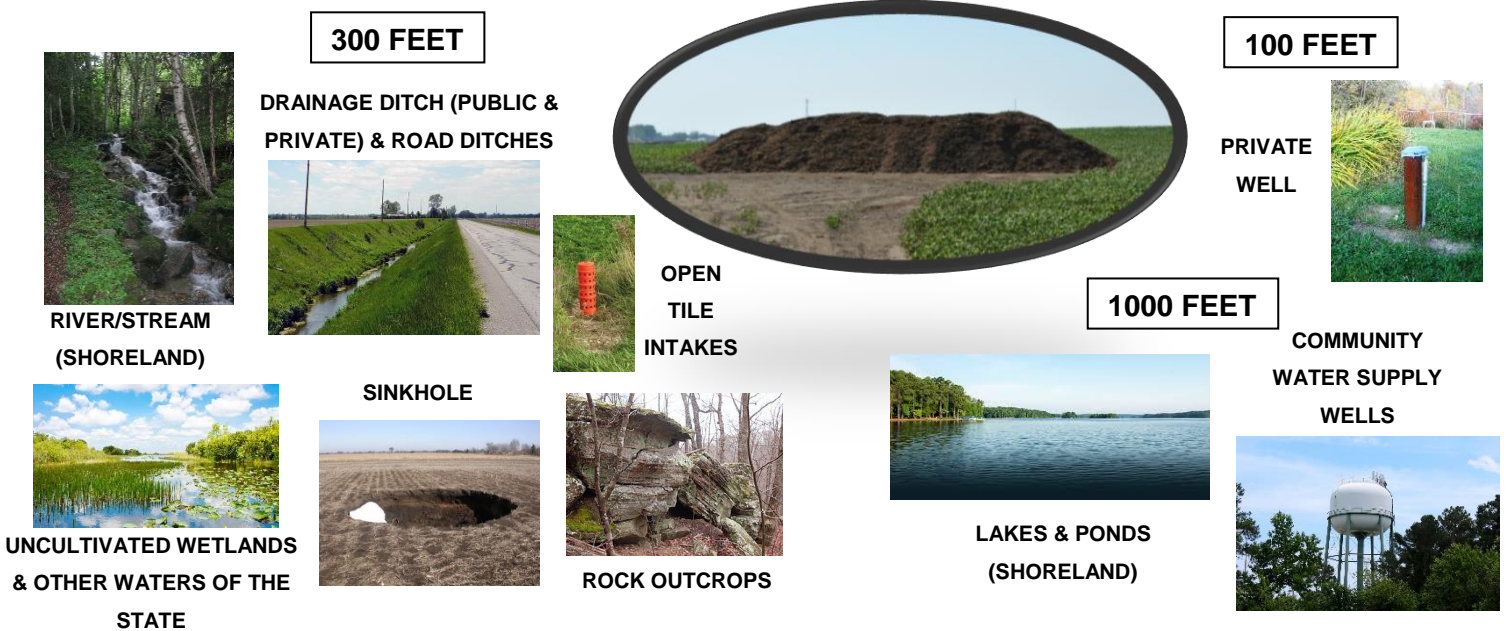 300 FEET
DRAINAGE DITCH (PUBLIC &
PRIVATE) & ROAD DITCHES
RIVER/STREAM
(SHORELAND)
OPEN
TILE
INTAKES
SINKHOLE
UNCULTIVATED WETLANDS
& OTHER WATERS OF THE
STATE
ROCK OUTCROPS
100 FEET
PRIVATE
WELL
1000 FEET
COMMUNITY
WATER SUPPLY
WELLS
LAKES & PONDS
(SHORELAND)